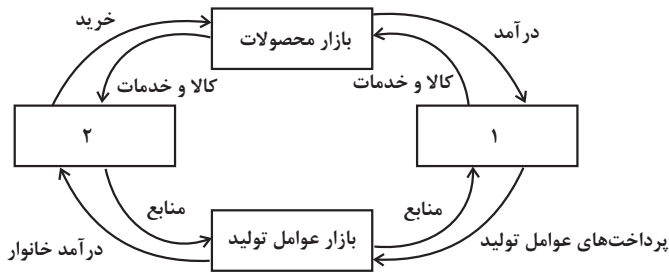 بازار محصولات
خرید
درآمد
کالا و خدمات
کالا و خدمات
۱
۲
منابع
منابع
بازار عوامل تولید
پرداخت‌های عوامل تولید
درآمد خانوار